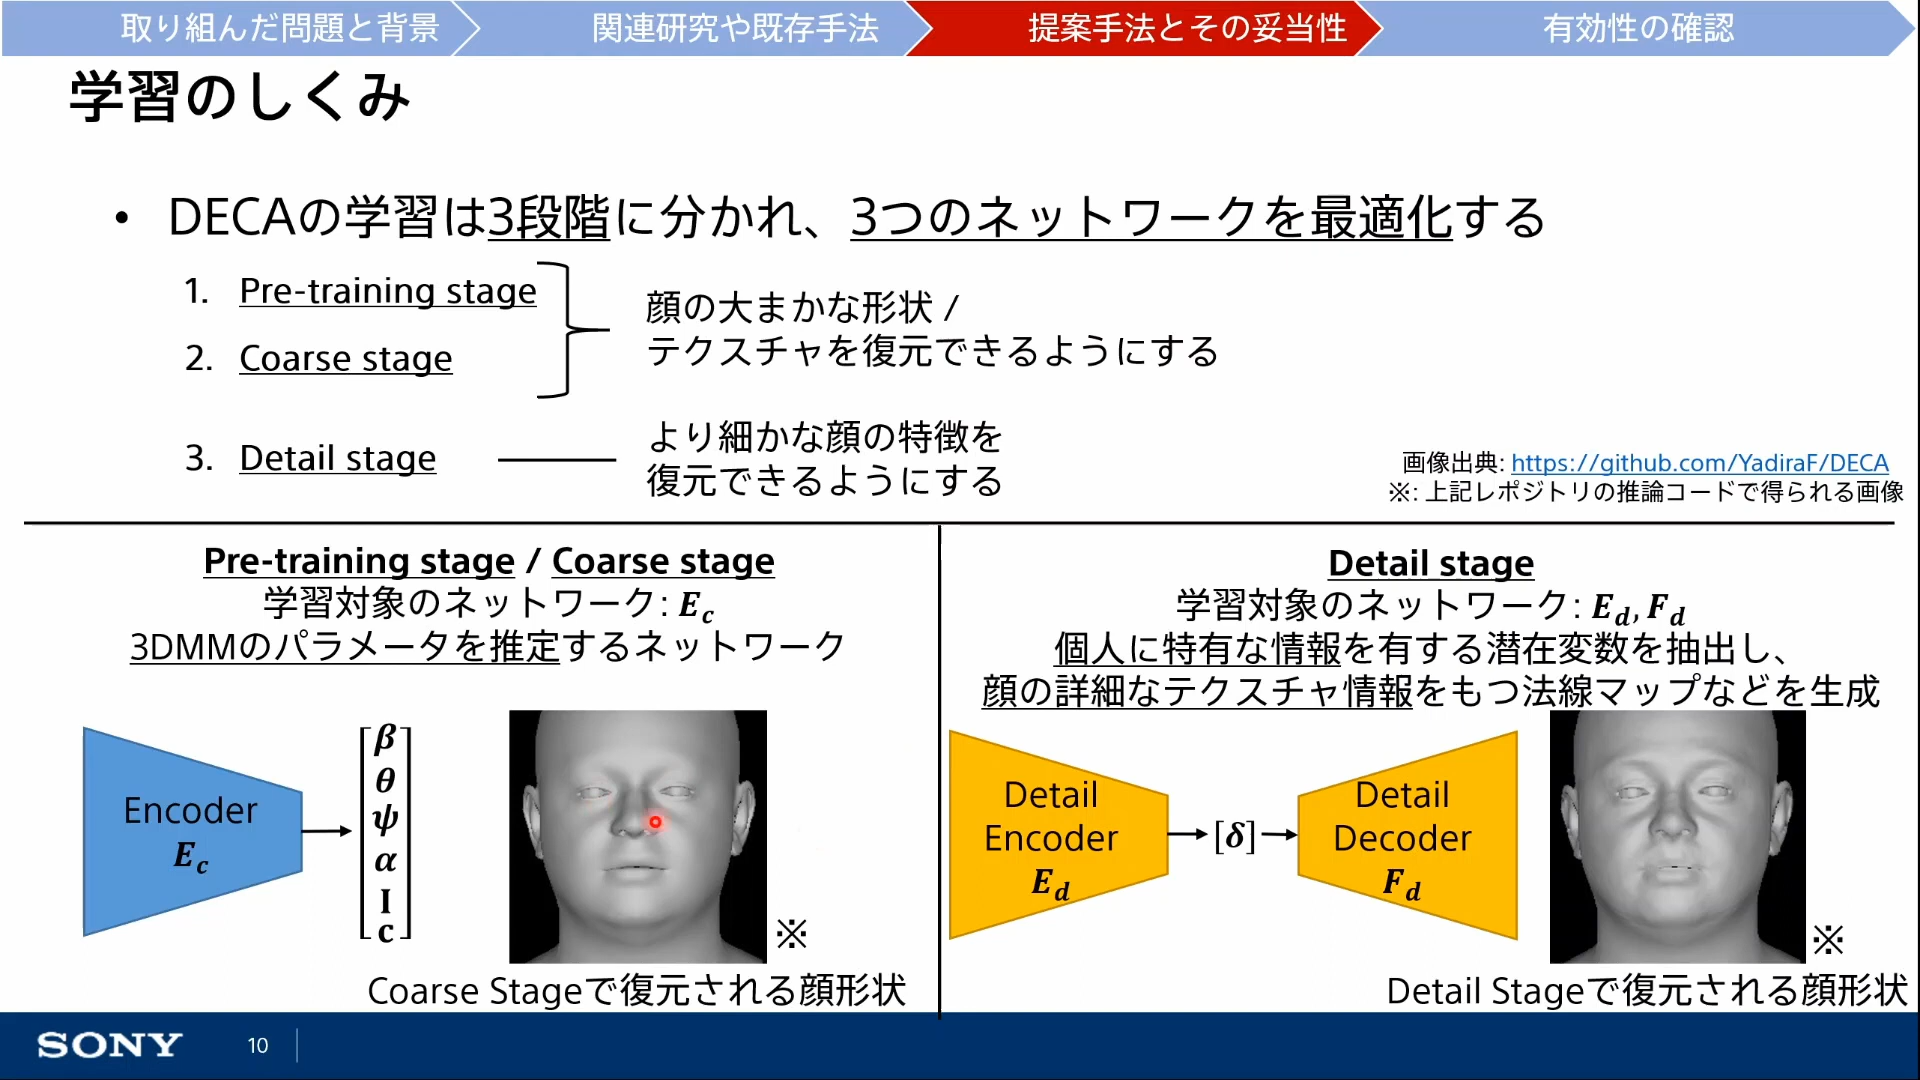 取り組んだ問題と背景
関連研究や既存手法
提案手法とその妥当性
有効性の確認
学習のしくみ
• DECAの学習は3段階に分かれ、3つのネットワークを最適化する
1. Pre-training stage
2. Coarse stage
顔の大まかな形状 /
テクスチャを復元できるようにする
3. Detail stage
より細かな顔の特徴を
復元できるようにする
画像出典: https://github.com/YadiraF/DECA
※: 上記レポジトリの推論コードで得られる画像
Pre-training stage / Coarse stage
学習対象のネットワーク: E_c
3DMMのパラメータを推定するネットワーク
Encoder
E_c
β
θ
ψ
α
I
c
※
Coarse Stageで復元される顔形状
Detail stage
学習対象のネットワーク: E_d, F_d
個人に特有な情報を有する潜在変数を抽出し、
顔の詳細なテクスチャ情報をもつ法線マップなどを生成
Detail
Encoder
E_d
[δ]
Detail
Decoder
F_d
※
Detail Stageで復元される顔形状
SONY
10